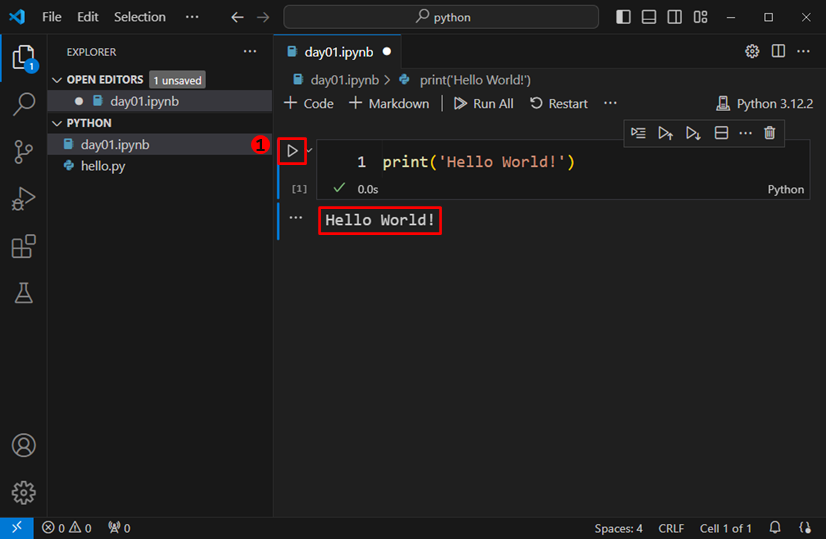 File Edit Selection ··· python
EXPLORER ···
OPEN EDITORS 1 unsaved
day01.ipynb
PYTHON
day01.ipynb
hello.py
1
day01.ipynb
day01.ipynb > print('Hello World!')
+ Code + Markdown | Run All Restart ···
Python 3.12.2
1 print('Hello World!')
[1] ✓ 0.0s Python
··· Hello World!
1
0 0 0
Spaces: 4 CRLF Cell 1 of 1